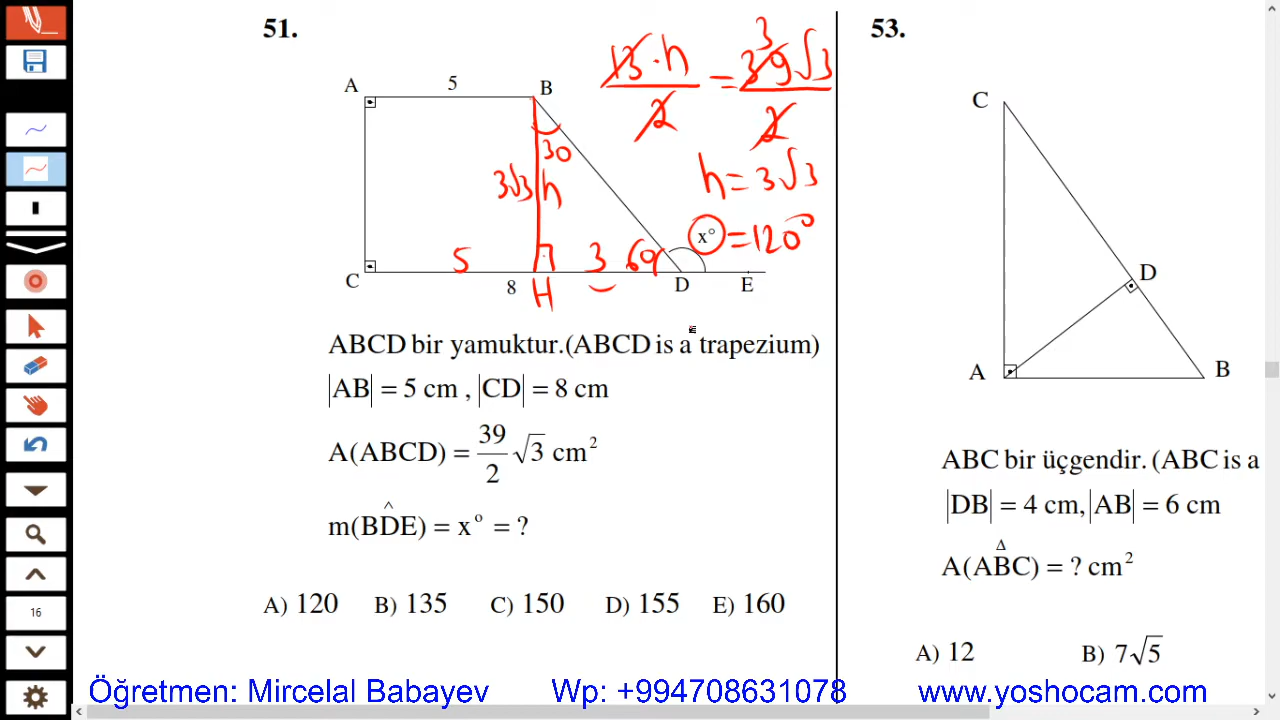 51.
A 5 B
13·h/2 = 39√3/2
3
30
3√3 h
h = 3√3
x° = 120°
5 3 60
C 8 H D E
ABCD bir yamuktur.(ABCD is a trapezium)
|AB| = 5 cm , |CD| = 8 cm
A(ABCD) = 39/2 √3 cm²
m(BD̂E) = x° = ?
A) 120 B) 135 C) 150 D) 155 E) 160
53.
C
D
A B
ABC bir üçgendir. (ABC is a
|DB| = 4 cm, |AB| = 6 cm
A(ABC) = ? cm²
A) 12 B) 7√5
16
Öğretmen: Mircelal Babayev Wp: +994708631078 www.yoshocam.com